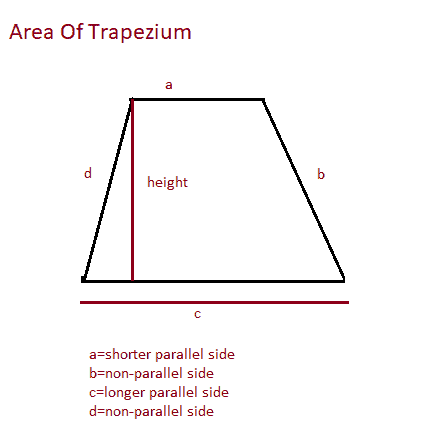 Area Of Trapezium
a
d
height
b
c
a=shorter parallel side
b=non-parallel side
c=longer parallel side
d=non-parallel side